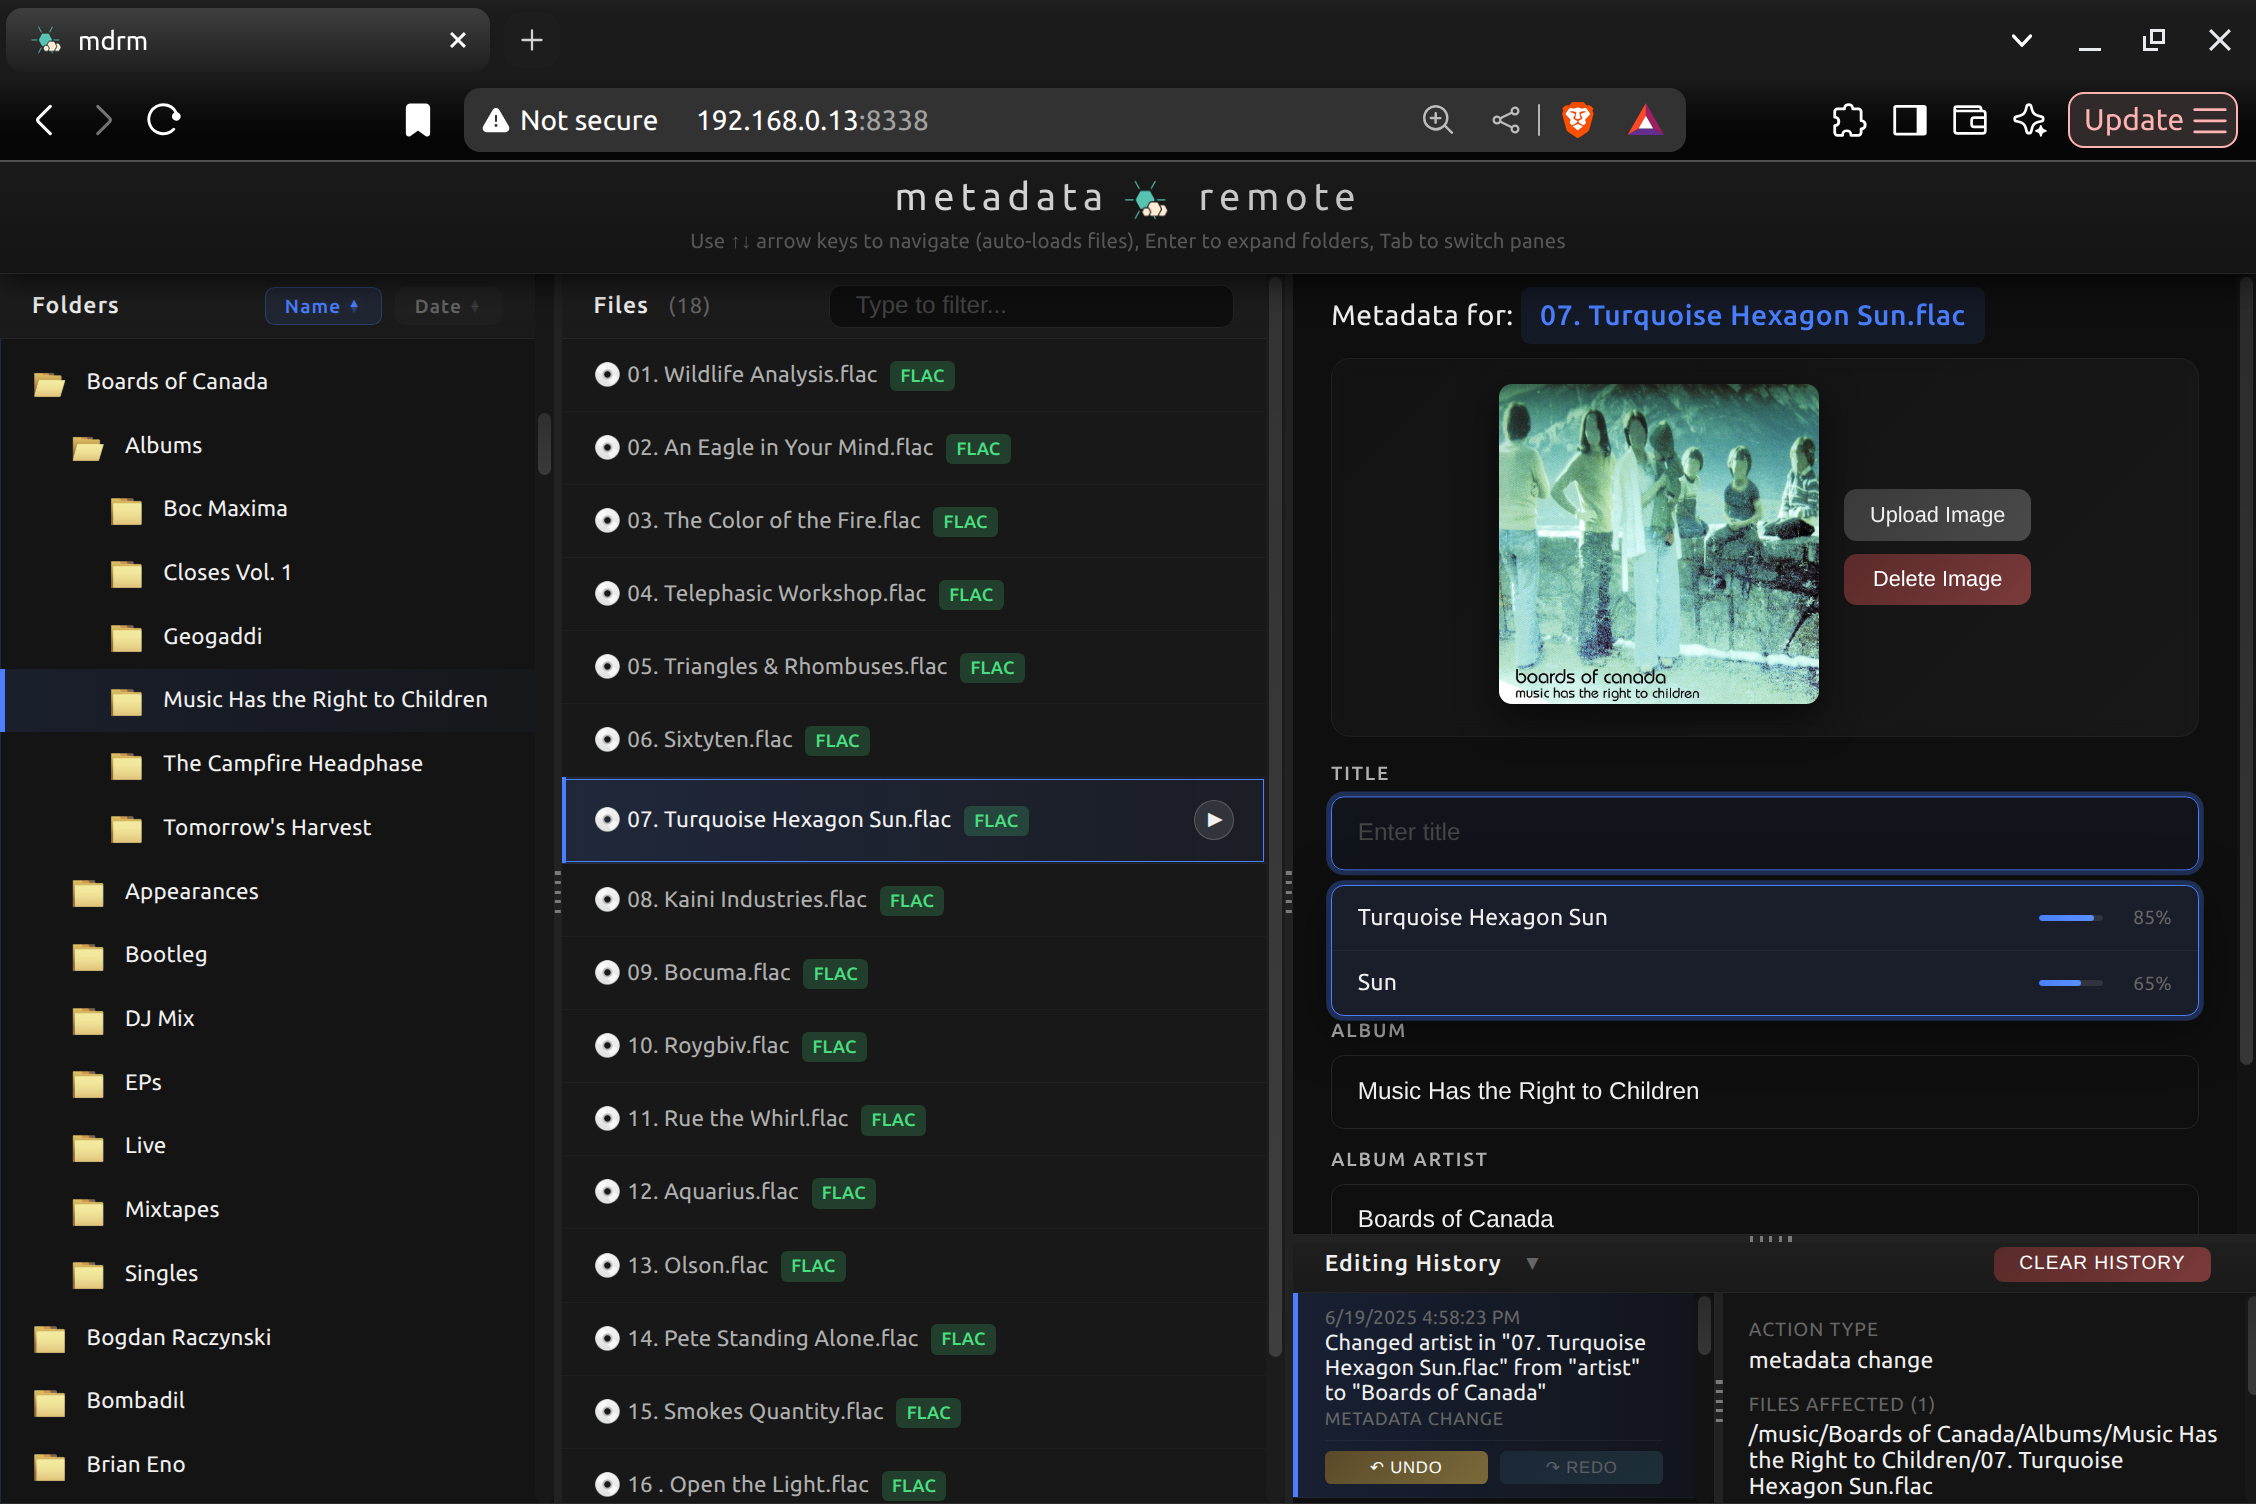 mdrm
Not secure 192.168.0.13:8338
Update
metadata remote
Use ↑↓ arrow keys to navigate (auto-loads files), Enter to expand folders, Tab to switch panes
Folders
Name
Date
Boards of Canada
Albums
Boc Maxima
Closes Vol. 1
Geogaddi
Music Has the Right to Children
The Campfire Headphase
Tomorrow's Harvest
Appearances
Bootleg
DJ Mix
EPs
Live
Mixtapes
Singles
Bogdan Raczynski
Bombadil
Brian Eno
Files (18)
Type to filter...
01. Wildlife Analysis.flac FLAC
02. An Eagle in Your Mind.flac FLAC
03. The Color of the Fire.flac FLAC
04. Telephasic Workshop.flac FLAC
05. Triangles & Rhombuses.flac FLAC
06. Sixtyten.flac FLAC
07. Turquoise Hexagon Sun.flac FLAC
08. Kaini Industries.flac FLAC
09. Bocuma.flac FLAC
10. Roygbiv.flac FLAC
11. Rue the Whirl.flac FLAC
12. Aquarius.flac FLAC
13. Olson.flac FLAC
14. Pete Standing Alone.flac FLAC
15. Smokes Quantity.flac FLAC
16 . Open the Light.flac FLAC
Metadata for: 07. Turquoise Hexagon Sun.flac
boards of canada
music has the right to children
Upload Image
Delete Image
TITLE
Enter title
Turquoise Hexagon Sun 85%
Sun 65%
ALBUM
Music Has the Right to Children
ALBUM ARTIST
Boards of Canada
Editing History
CLEAR HISTORY
6/19/2025 4:58:23 PM
Changed artist in "07. Turquoise
Hexagon Sun.flac" from "artist"
to "Boards of Canada"
METADATA CHANGE
↶ UNDO
↷ REDO
ACTION TYPE
metadata change
FILES AFFECTED (1)
/music/Boards of Canada/Albums/Music Has
the Right to Children/07. Turquoise
Hexagon Sun.flac